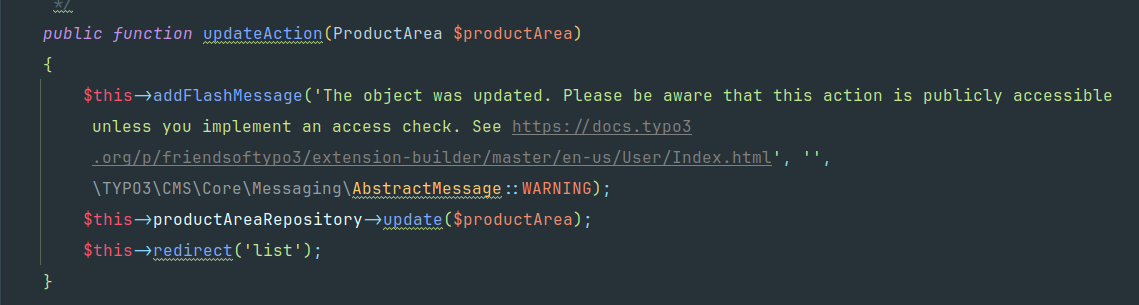 */
public function updateAction(ProductArea $productArea)
{
$this->addFlashMessage('The object was updated. Please be aware that this action is publicly accessible
unless you implement an access check. See https://docs.typo3
.org/p/friendsoftypo3/extension-builder/master/en-us/User/Index.html', '',
\TYPO3\CMS\Core\Messaging\AbstractMessage::WARNING);
$this->productAreaRepository->update($productArea);
$this->redirect('list');
}